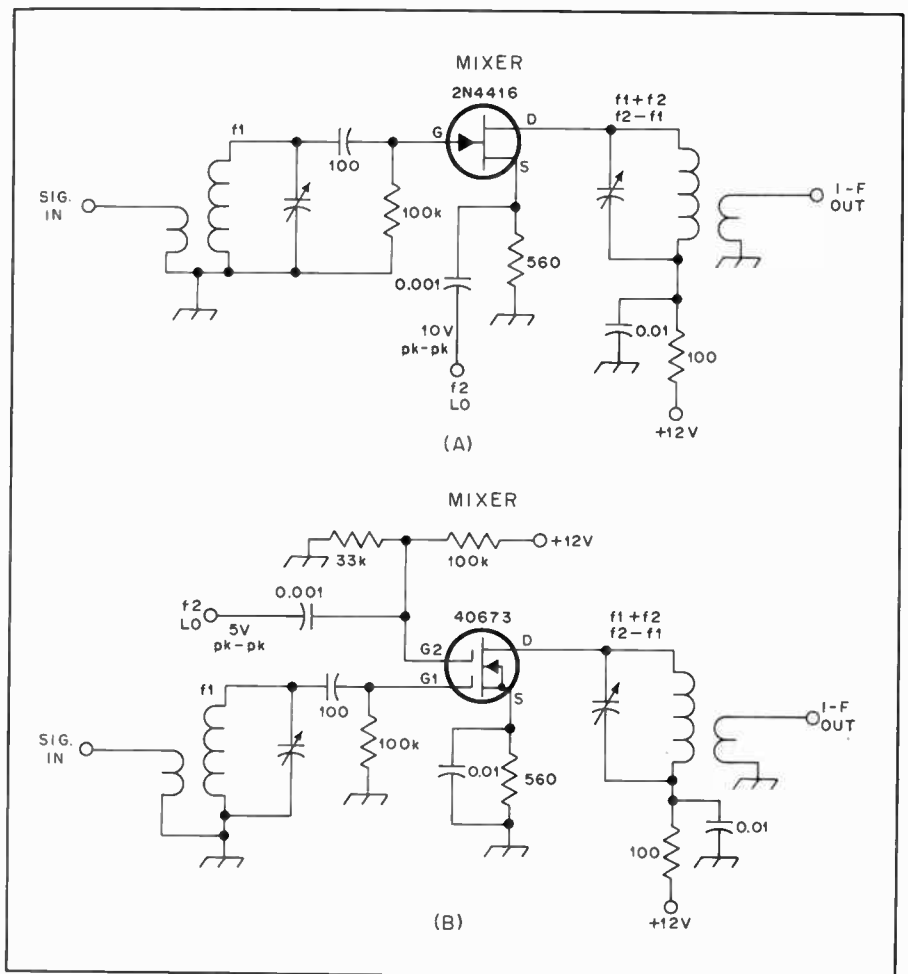 MIXER
2N4416
f1
G
D
S
100
100k
SIG.
IN
560
0.001
10V
pk-pk
f2
LO
f1+f2
f2-f1
I-F
OUT
0.01
100
+12V
(A)
MIXER
33k
100k
+12V
0.001
f2
LO
5V
pk-pk
40673
G2
G1
D
S
f1
100
100k
SIG.
IN
0.01
560
f1+f2
f2-f1
I-F
OUT
0.01
100
+12V
(B)